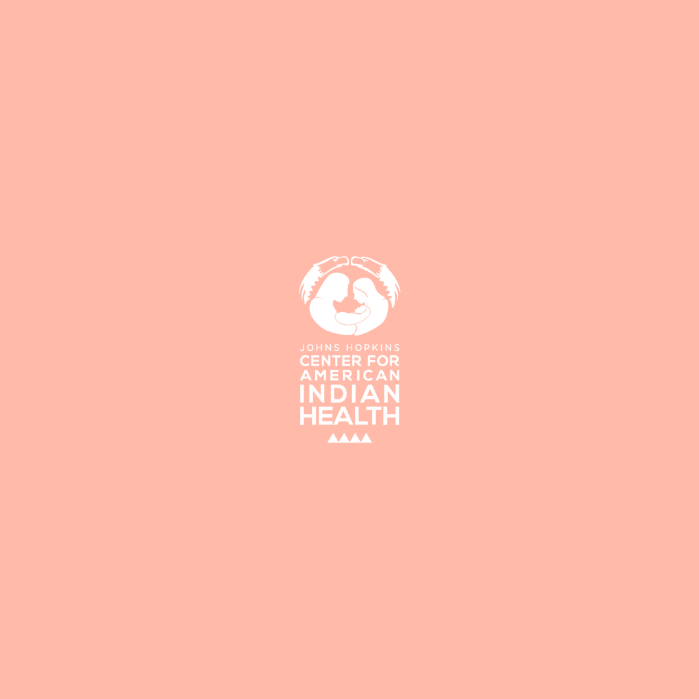 JOHNS HOPKINS
CENTER FOR
AMERICAN
INDIAN
HEALTH